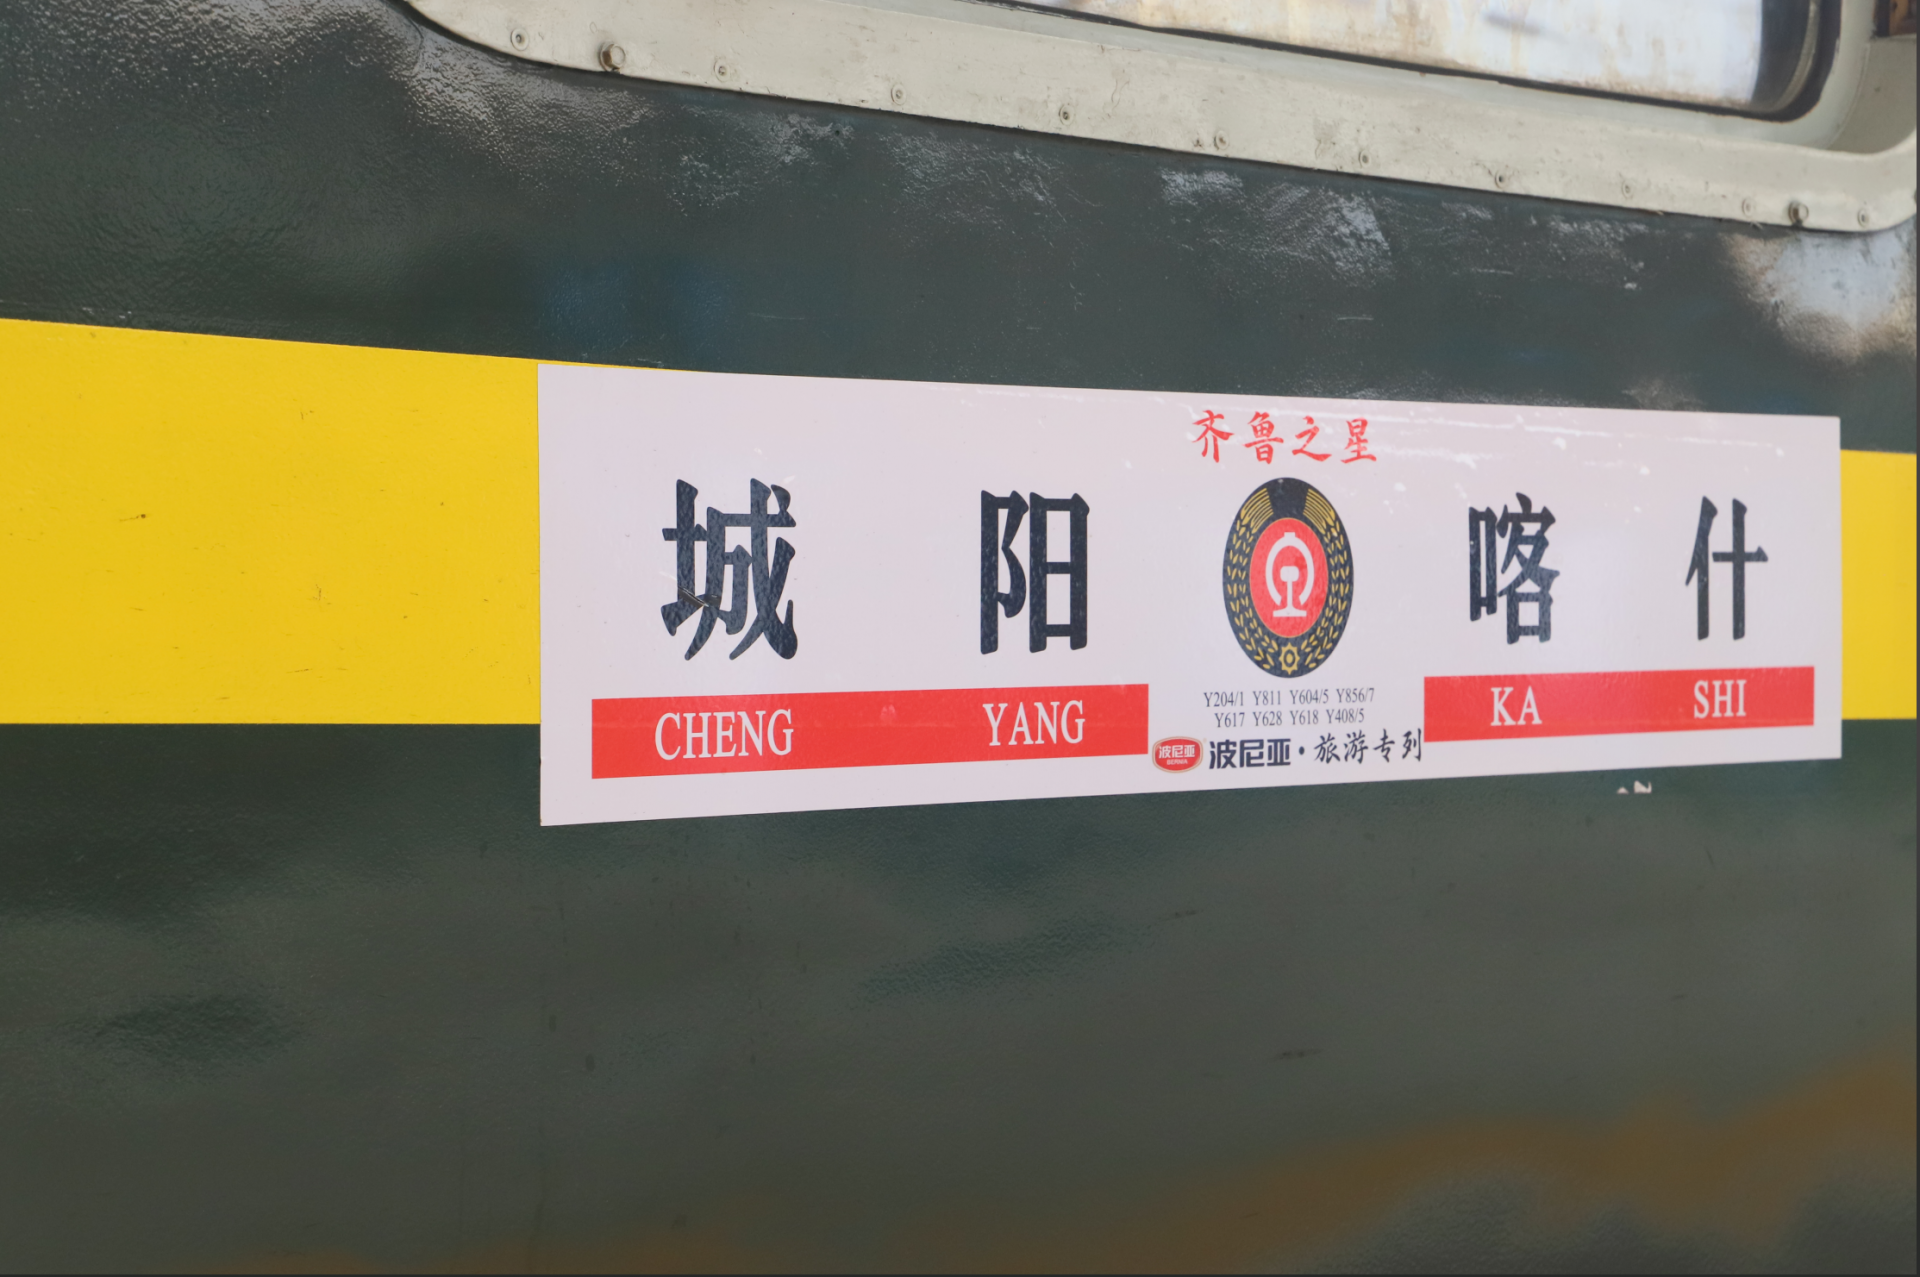 齐鲁之星
城阳 喀什
CHENG YANG KA SHI
Y204/1 Y811 Y604/5 Y856/7
Y617 Y628 Y618 Y408/5
波尼亚 波尼亚·旅游专列